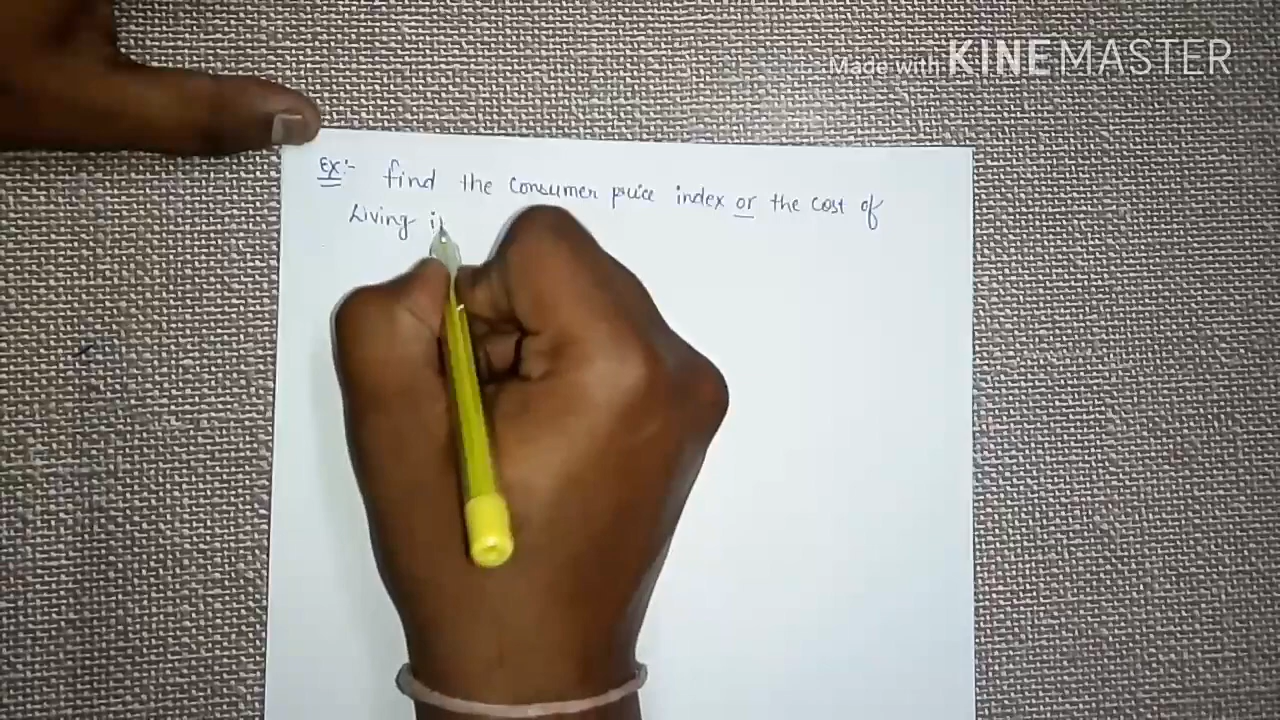 Made with KINEMASTER
Ex:- find the Consumer price index or the cost of
Living